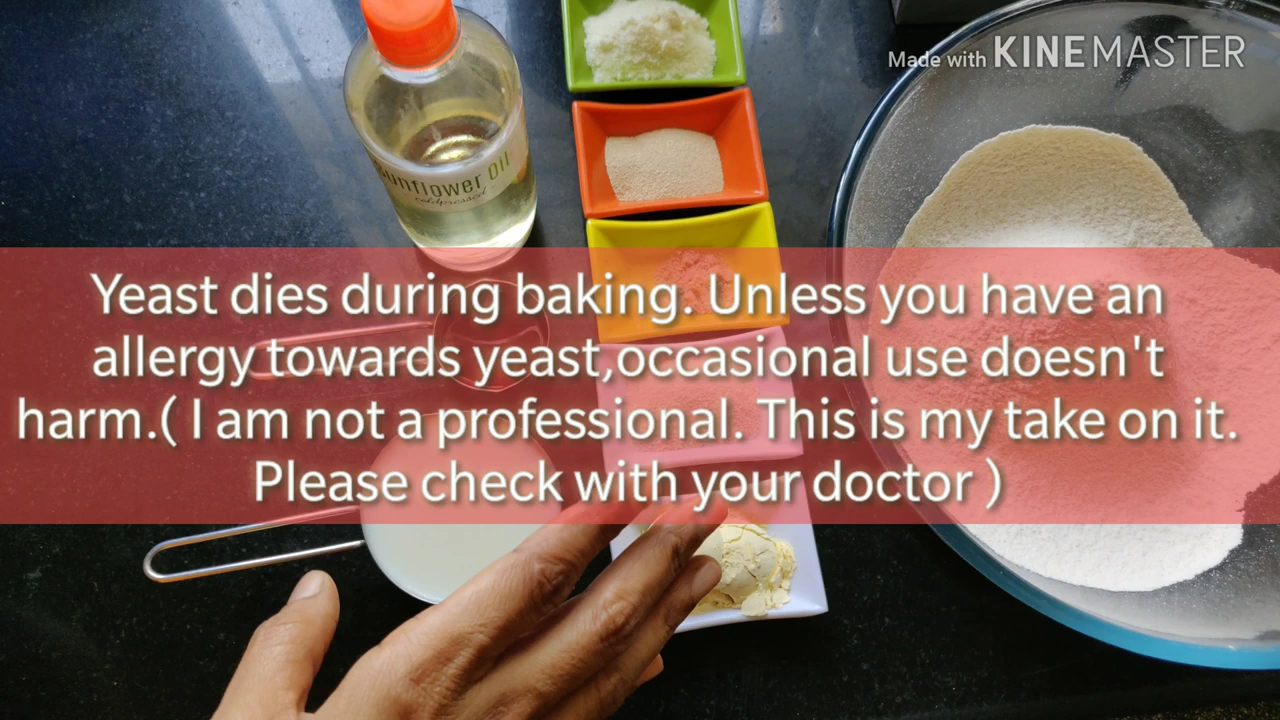 Made with KINEMASTER
Sunflower Oil
coldpressed
Yeast dies during baking. Unless you have an
allergy towards yeast,occasional use doesn't
harm.( I am not a professional. This is my take on it.
Please check with your doctor )